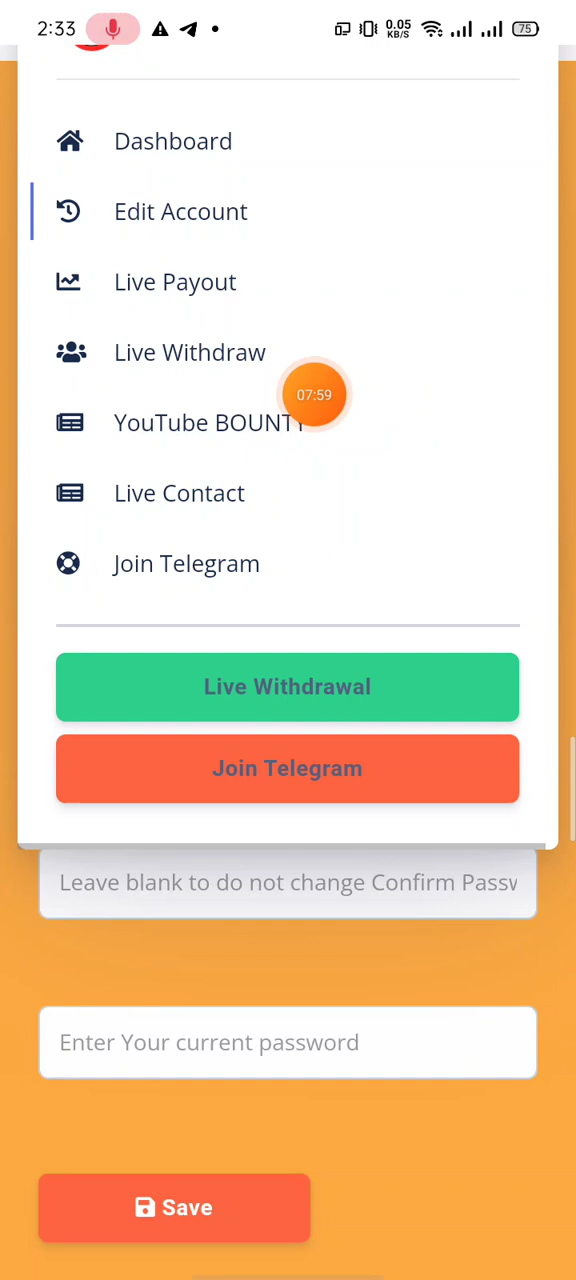 2:33 0.05 KB/S 75
Dashboard
Edit Account
Live Payout
Live Withdraw
07:59
YouTube BOUNTY
Live Contact
Join Telegram
Live Withdrawal
Join Telegram
Leave blank to do not change Confirm Passw
Enter Your current password
Save